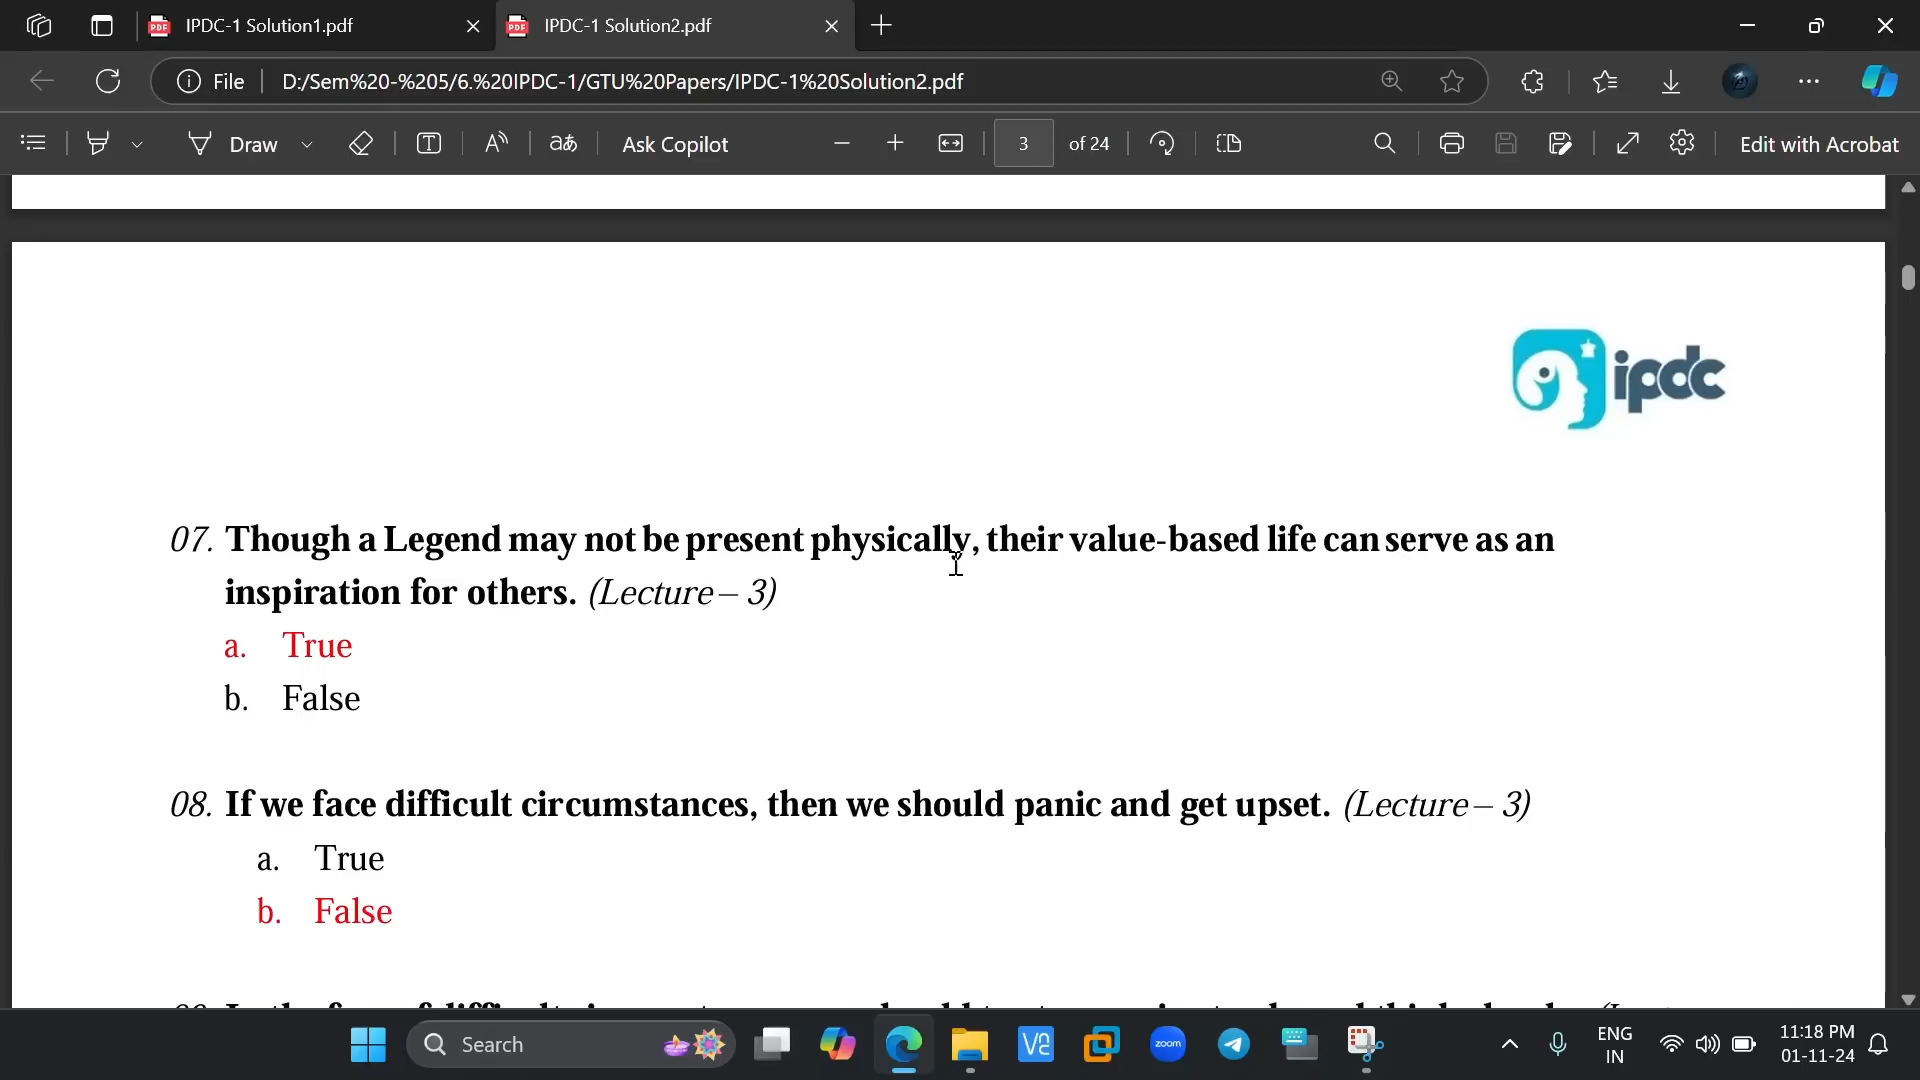 IPDC-1 Solution1.pdf
IPDC-1 Solution2.pdf
File
D:/Sem%20-%205/6.%20IPDC-1/GTU%20Papers/IPDC-1%20Solution2.pdf
Draw
Ask Copilot
3
of 24
Edit with Acrobat
ipdc
07. Though a Legend may not be present physically, their value-based life can serve as an
inspiration for others. (Lecture – 3)
a. True
b. False
08. If we face difficult circumstances, then we should panic and get upset. (Lecture – 3)
a. True
b. False
Search
zoom
ENG
IN
11:18 PM
01-11-24